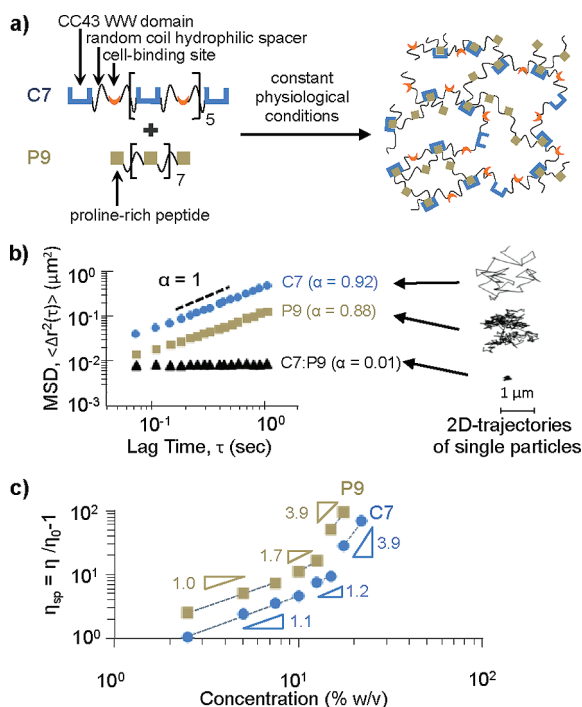 a)
CC43 WW domain
random coil hydrophilic spacer
cell-binding site
C7
5
+
P9
7
proline-rich peptide
constant
physiological
conditions
b)
MSD, <Δr²(τ)> (μm²)
10⁰
10⁻¹
10⁻²
10⁻³
α = 1
C7 (α = 0.92)
P9 (α = 0.88)
C7:P9 (α = 0.01)
10⁻¹
10⁰
Lag Time, τ (sec)
1 μm
2D-trajectories
of single particles
c)
ηsp = η /η0-1
10²
10¹
10⁰
P9
C7
3.9
3.9
1.7
1.0
1.2
1.1
10⁰
10¹
10²
Concentration (% w/v)